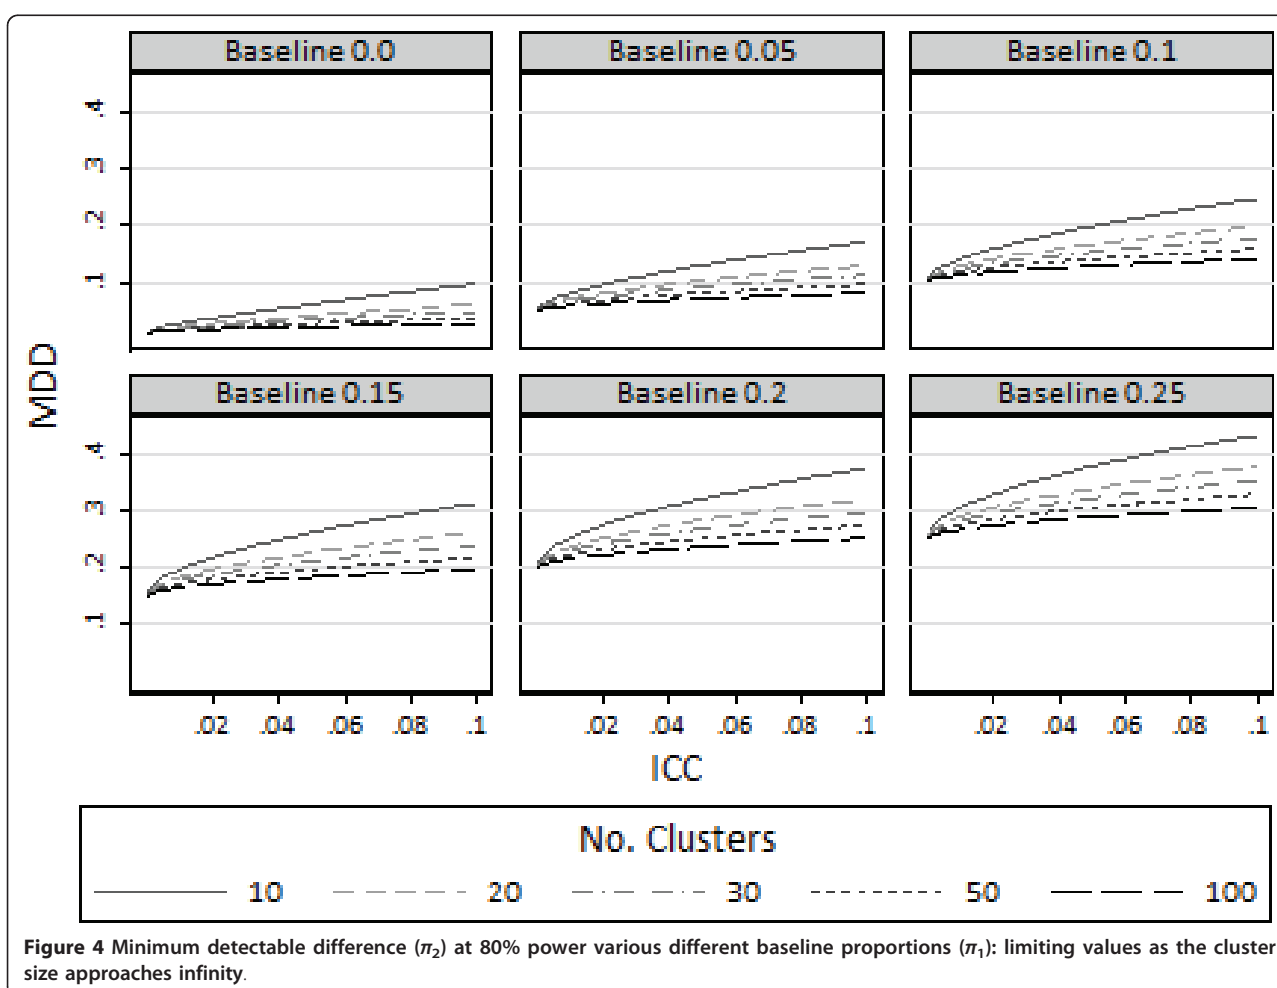 Baseline 0.0 Baseline 0.05 Baseline 0.1
.4
.3
.2
.1
MDD
Baseline 0.15 Baseline 0.2 Baseline 0.25
.4
.3
.2
.1
.02 .04 .06 .08 .1 .02 .04 .06 .08 .1 .02 .04 .06 .08 .1
ICC
No. Clusters
10 20 30 50 100
Figure 4 Minimum detectable difference (π2) at 80% power various different baseline proportions (π1): limiting values as the cluster
size approaches infinity.